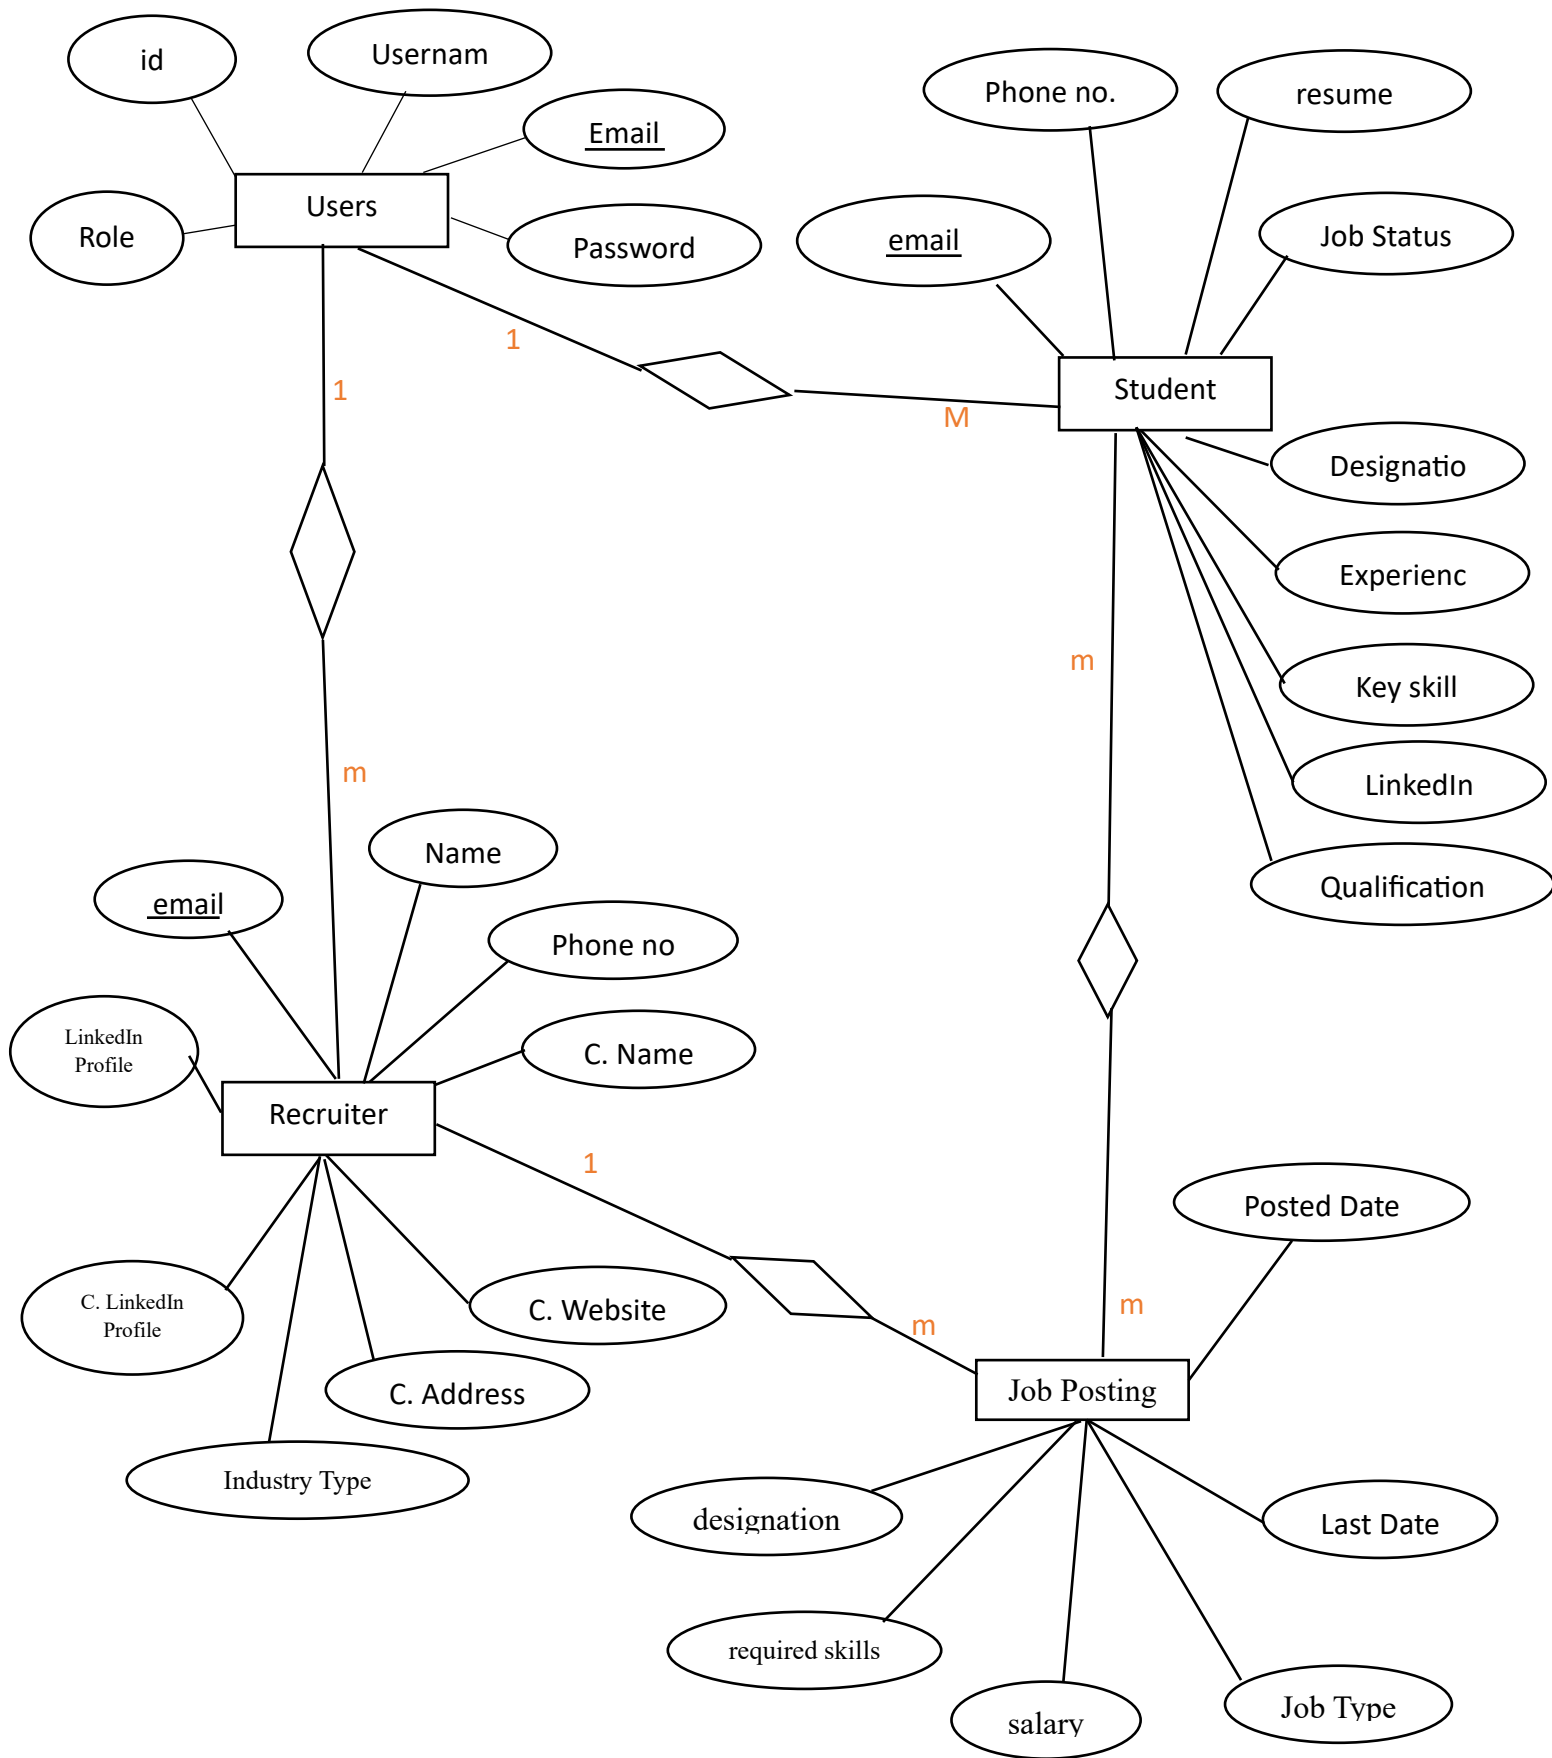 id
Usernam
Email
Users
Role
Password
Phone no.
resume
email
Job Status
1
1
M
Student
Designatio
Experienc
Key skill
LinkedIn
Qualification
m
m
Name
email
Phone no
LinkedIn
Profile
C. Name
Recruiter
1
Posted Date
C. LinkedIn
Profile
C. Website
m
m
C. Address
Job Posting
Industry Type
designation
Last Date
required skills
salary
Job Type